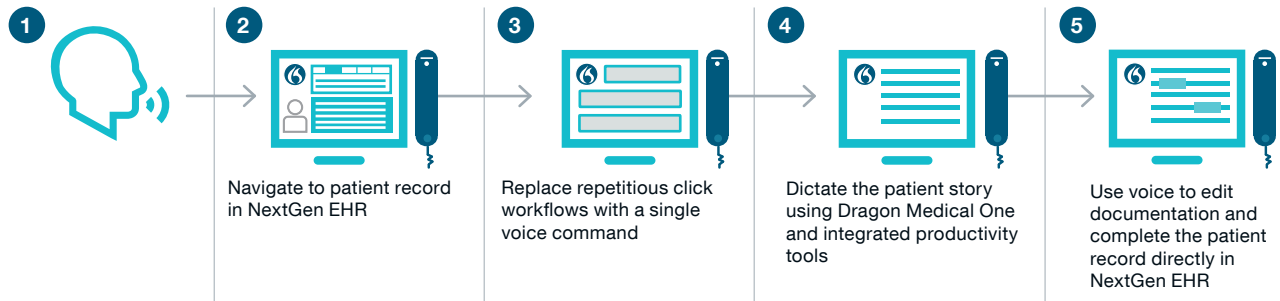 1
2
Navigate to patient record
in NextGen EHR
3
Replace repetitious click
workflows with a single
voice command
4
Dictate the patient story
using Dragon Medical One
and integrated productivity
tools
5
Use voice to edit
documentation and
complete the patient
record directly in
NextGen EHR